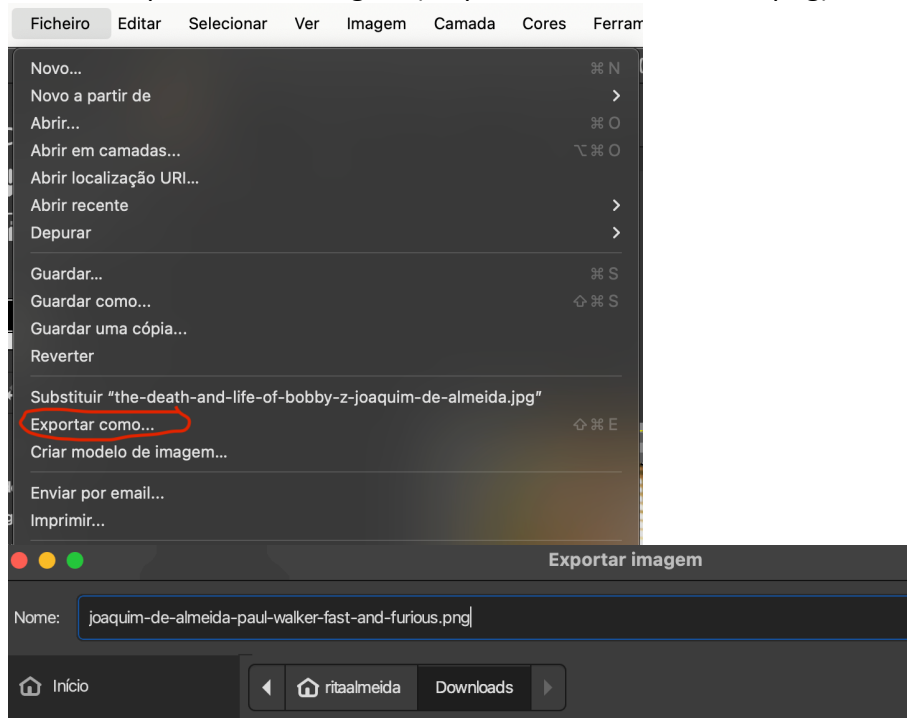 Ficheiro Editar Selecionar Ver Imagem Camada Cores Ferram
Novo... ⌘ N
Novo a partir de >
Abrir... ⌘ O
Abrir em camadas... ⌥ ⌘ O
Abrir localização URI...
Abrir recente >
Depurar >
Guardar... ⌘ S
Guardar como... ⇧ ⌘ S
Guardar uma cópia...
Reverter
Substituir “the-death-and-life-of-bobby-z-joaquim-de-almeida.jpg”
Exportar como... ⇧ ⌘ E
Criar modelo de imagem...
Enviar por email...
Imprimir...
Exportar imagem
Nome: joaquim-de-almeida-paul-walker-fast-and-furious.png
Início ritaalmeida Downloads